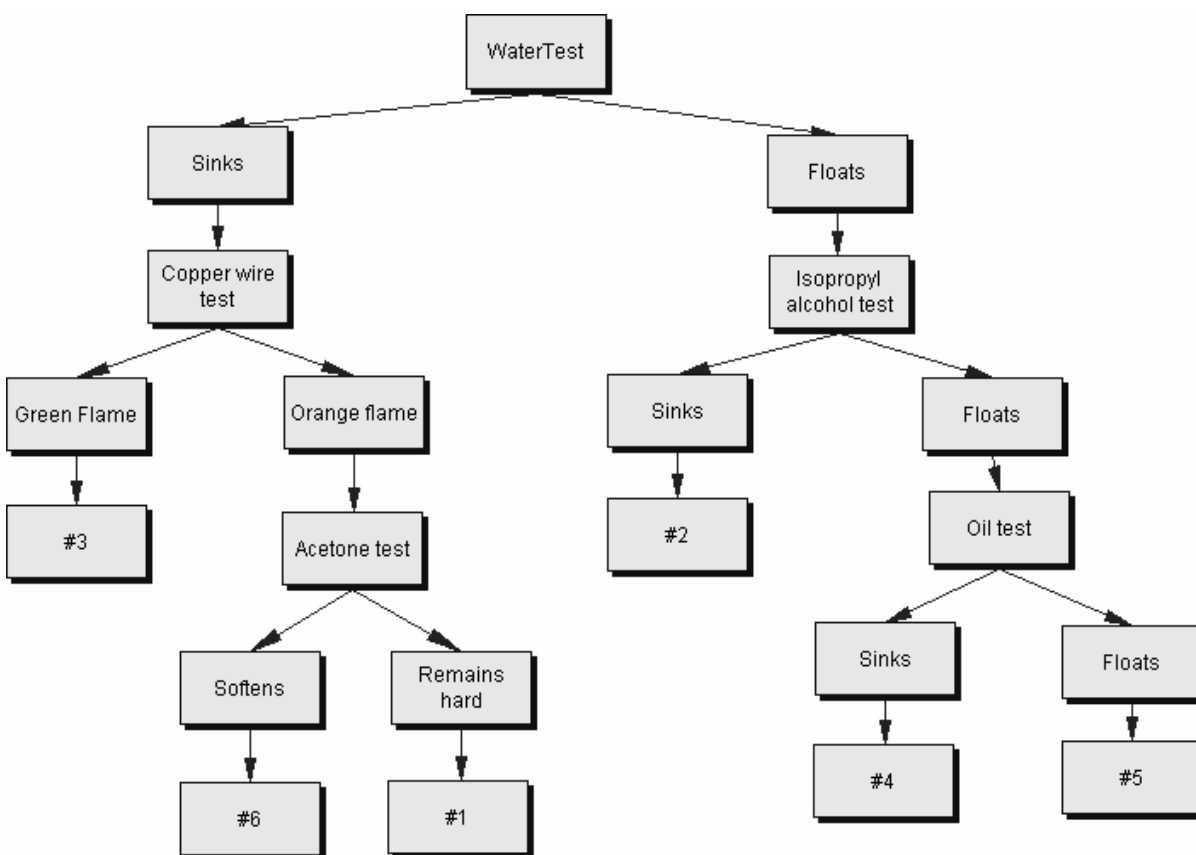 WaterTest
Sinks
Floats
Copper wire
test
Isopropyl
alcohol test
Green Flame
Orange flame
Sinks
Floats
#3
Acetone test
#2
Oil test
Softens
Remains
hard
Sinks
Floats
#6
#1
#4
#5